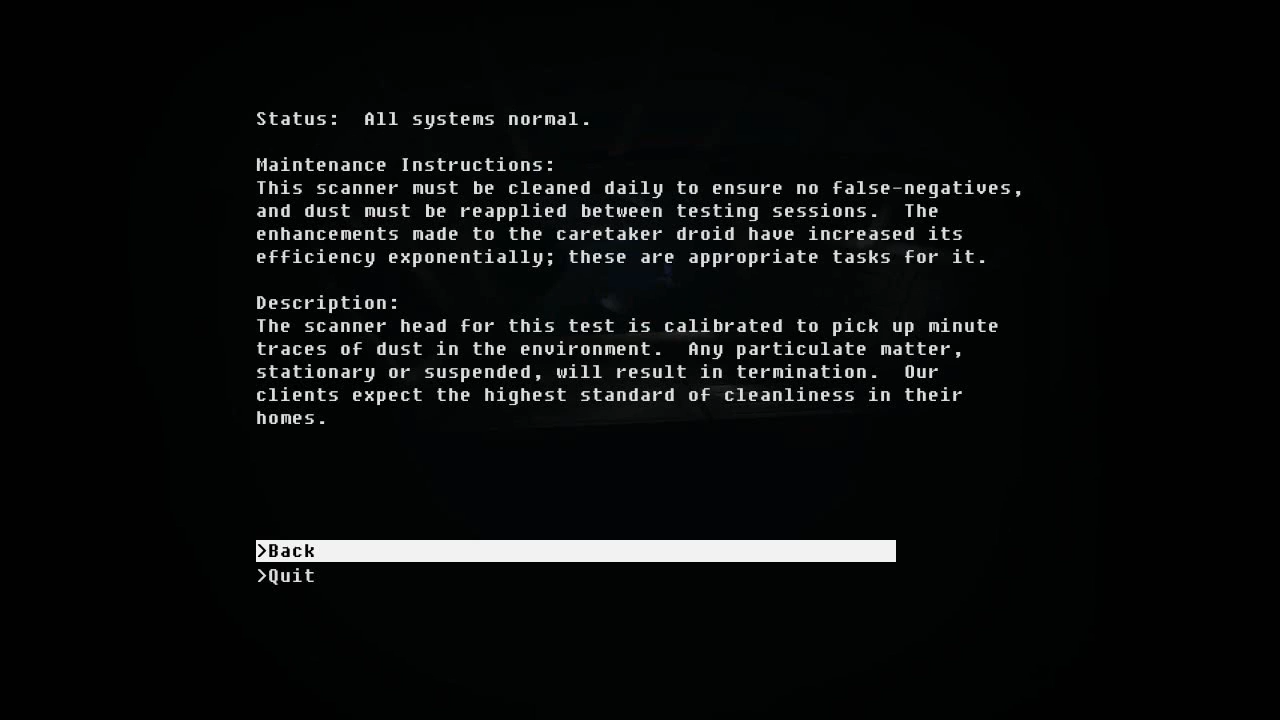 Status:  All systems normal.
Maintenance Instructions:
This scanner must be cleaned daily to ensure no false-negatives,
and dust must be reapplied between testing sessions.  The
enhancements made to the caretaker droid have increased its
efficiency exponentially; these are appropriate tasks for it.
Description:
The scanner head for this test is calibrated to pick up minute
traces of dust in the environment.  Any particulate matter,
stationary or suspended, will result in termination.  Our
clients expect the highest standard of cleanliness in their
homes.
>Back
>Quit